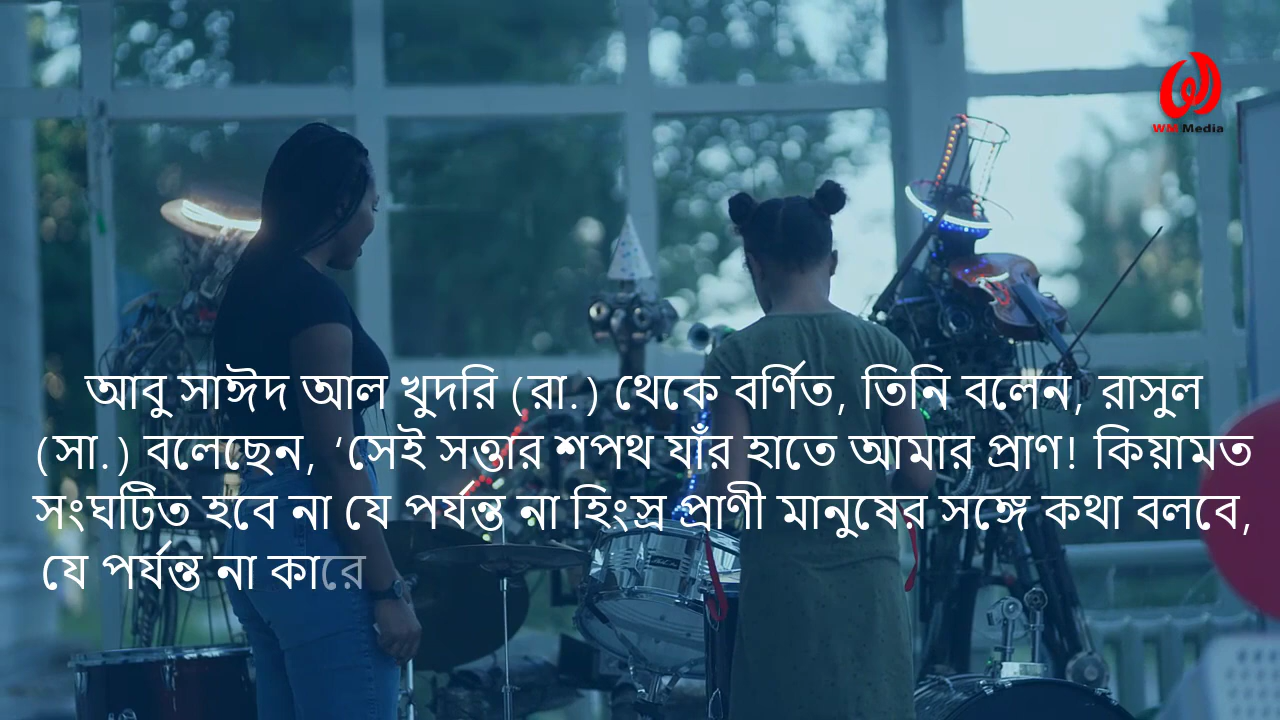 WM Media
আবু সাঈদ আল খুদরি (রা.) থেকে বর্ণিত, তিনি বলেন, রাসুল
(সা.) বলেছেন, ‘সেই সত্তার শপথ যাঁর হাতে আমার প্রাণ! কিয়ামত
সংঘটিত হবে না যে পর্যন্ত না হিংস্র প্রাণী মানুষের সঙ্গে কথা বলবে,
যে পর্যন্ত না কারে